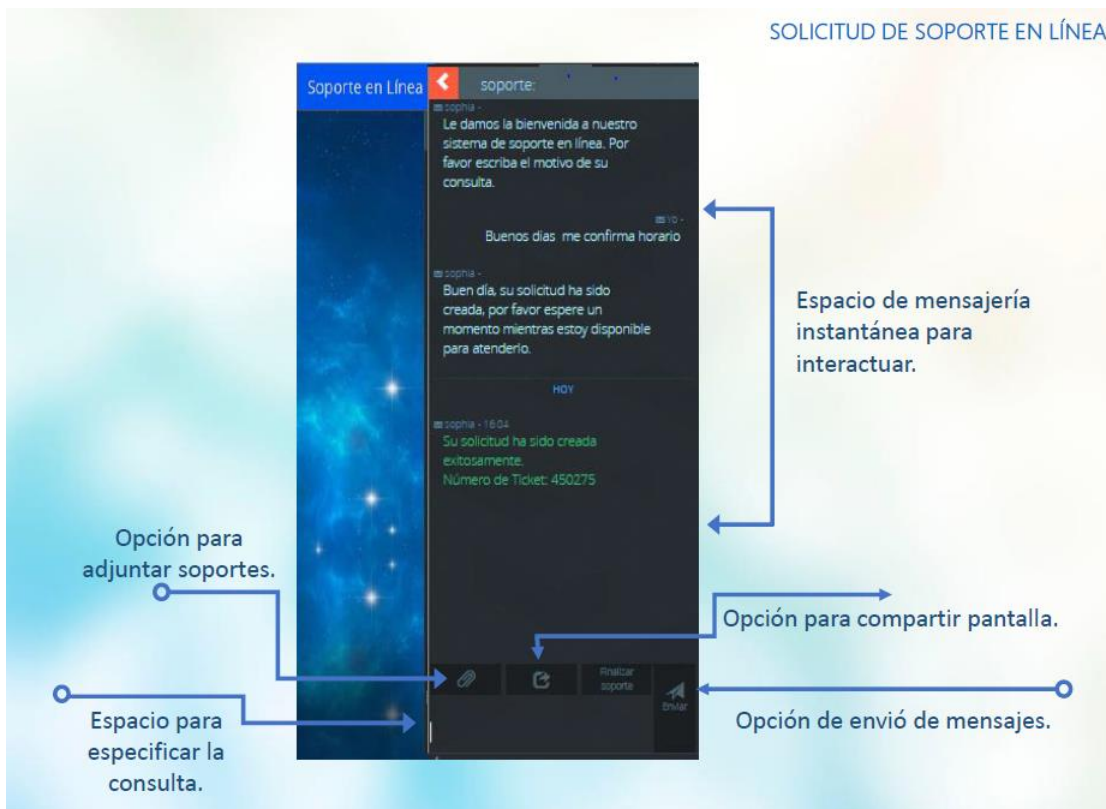 SOLICITUD DE SOPORTE EN LÍNEA
Soporte en Línea
soporte:
sophia -
Le damos la bienvenida a nuestro
sistema de soporte en línea. Por
favor escriba el motivo de su
consulta.
Yo -
Buenos dias me confirma horario
sophia -
Buen día, su solicitud ha sido
creada, por favor espere un
momento mientras estoy disponible
para atenderlo.
HOY
sophia - 16:04
Su solicitud ha sido creada
exitosamente.
Número de Ticket: 450275
Espacio de mensajería
instantánea para
interactuar.
Opción para
adjuntar soportes.
Opción para compartir pantalla.
Finalizar
soporte
Enviar
Espacio para
especificar la
consulta.
Opción de envió de mensajes.